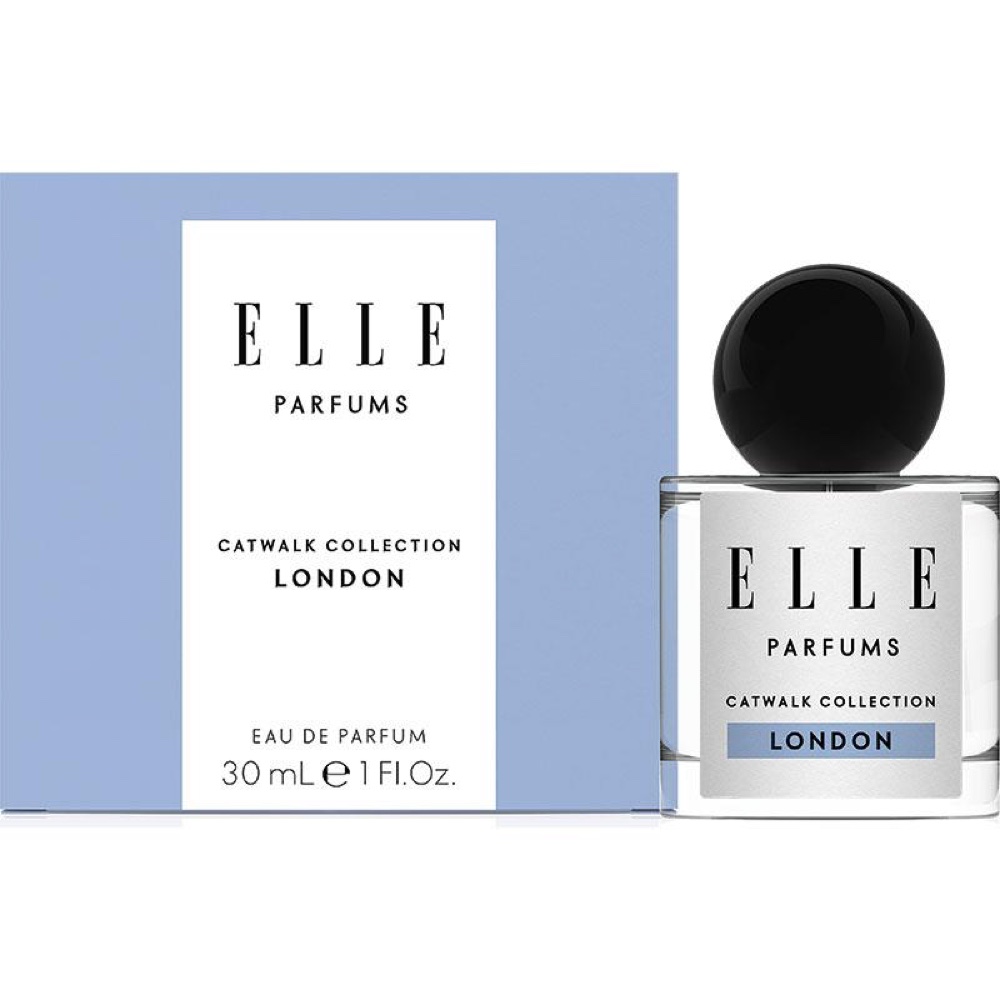 ELLE
PARFUMS
CATWALK COLLECTION
LONDON
EAU DE PARFUM
30 mL ℮ 1 Fl.Oz.
ELLE
PARFUMS
CATWALK COLLECTION
LONDON